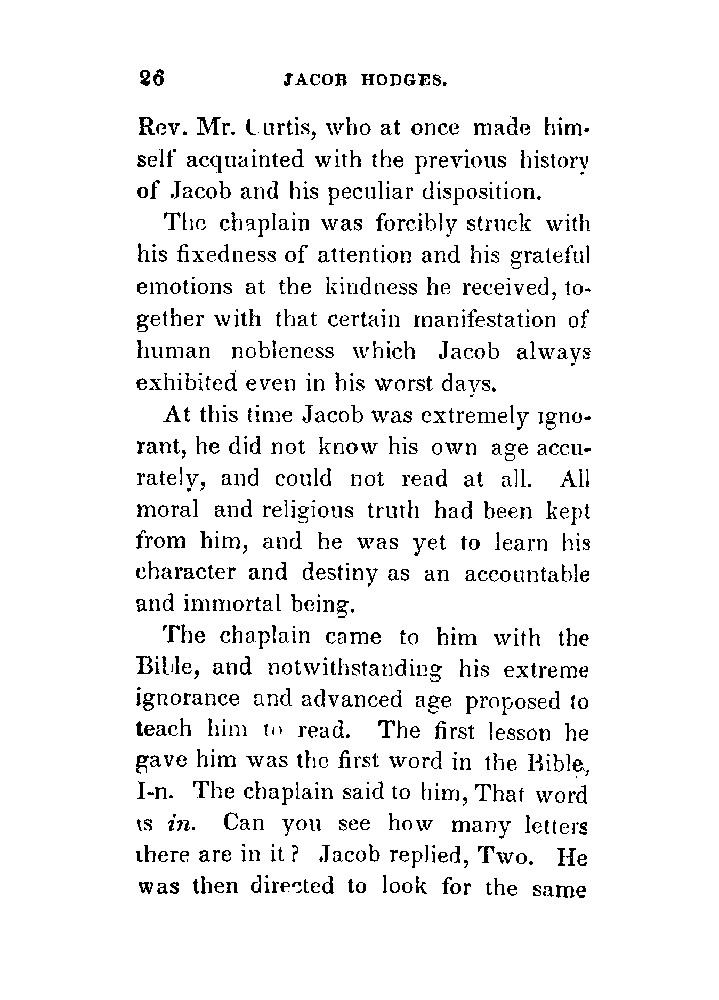 26 JACOB HODGES.
Rev. Mr. Curtis, who at once made him-
self acquainted with the previous history
of Jacob and his peculiar disposition.
The chaplain was forcibly struck with
his fixedness of attention and his grateful
emotions at the kindness he received, to-
gether with that certain manifestation of
human nobleness which Jacob always
exhibited even in his worst days.
At this time Jacob was extremely igno-
rant, he did not know his own age accu-
rately, and could not read at all. All
moral and religious truth had been kept
from him, and he was yet to learn his
character and destiny as an accountable
and immortal being.
The chaplain came to him with the
Bible, and notwithstanding his extreme
ignorance and advanced age proposed to
teach him to read. The first lesson he
gave him was the first word in the Bible,
I-n. The chaplain said to him, That word
is in. Can you see how many letters
there are in it? Jacob replied, Two. He
was then directed to look for the same